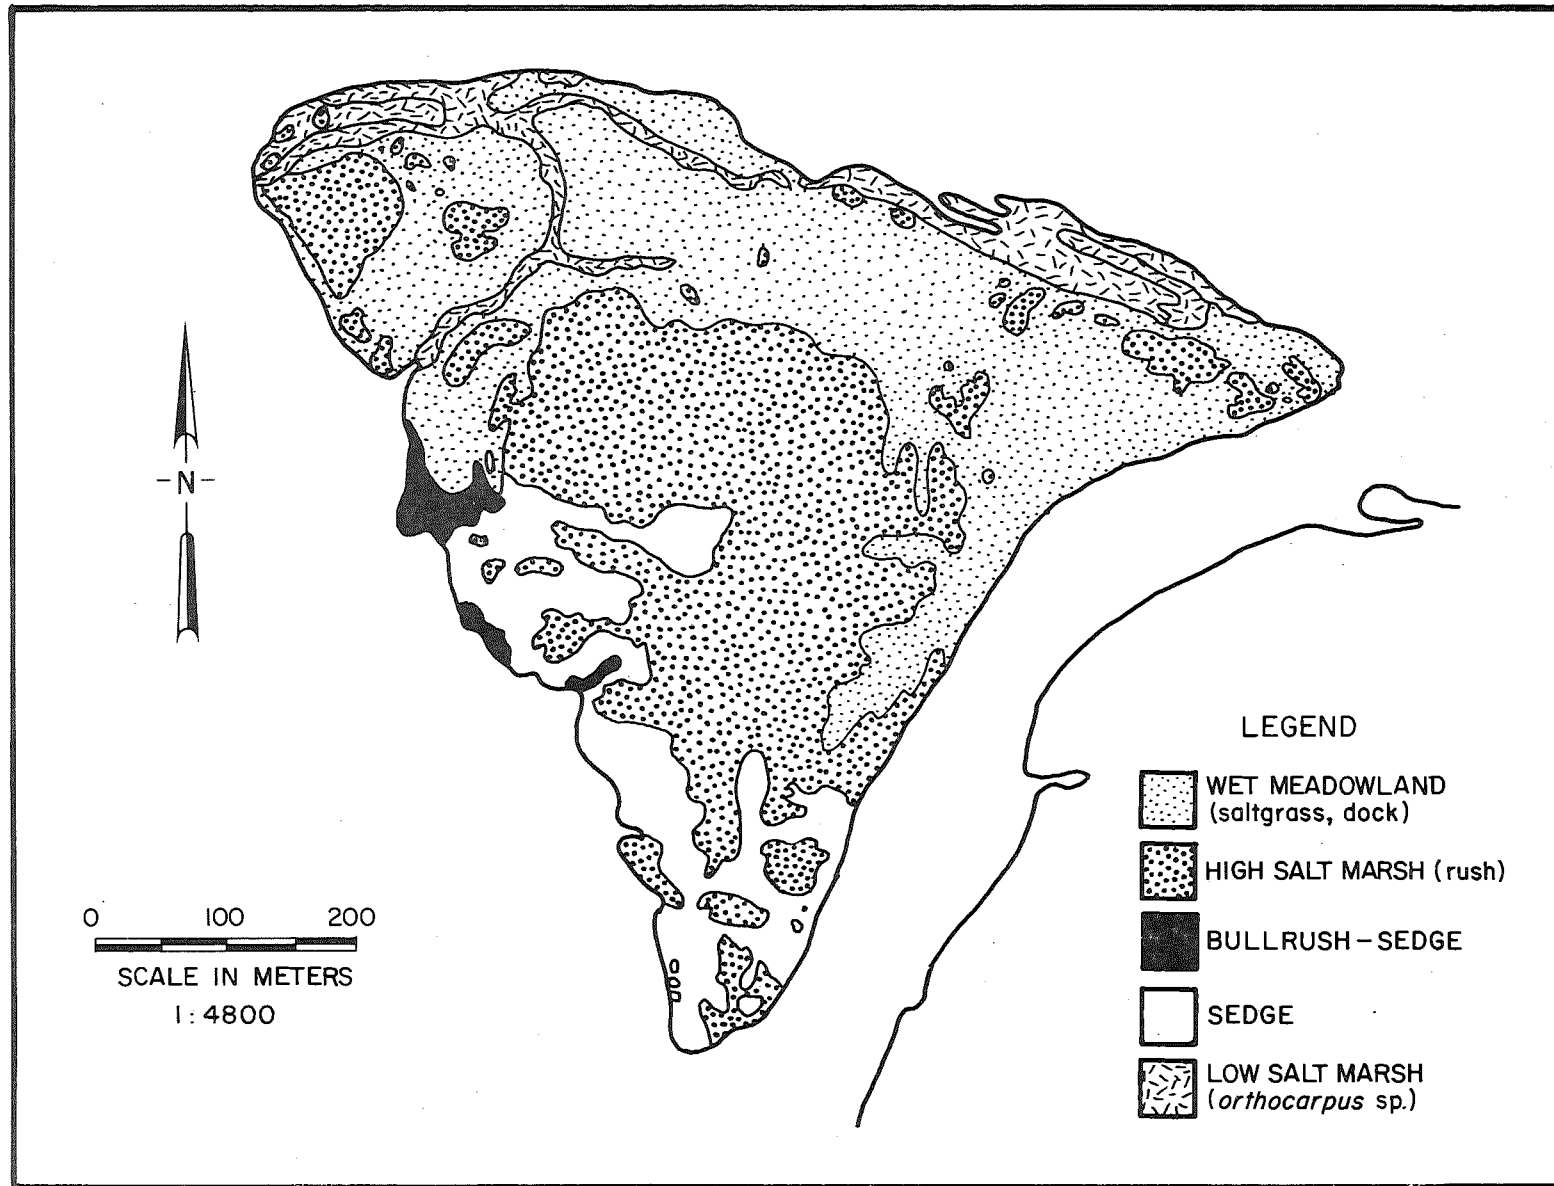 -N-
0 100 200
SCALE IN METERS
1:4800
LEGEND
WET MEADOWLAND
(saltgrass, dock)
HIGH SALT MARSH (rush)
BULLRUSH-SEDGE
SEDGE
LOW SALT MARSH
(orthocarpus sp.)